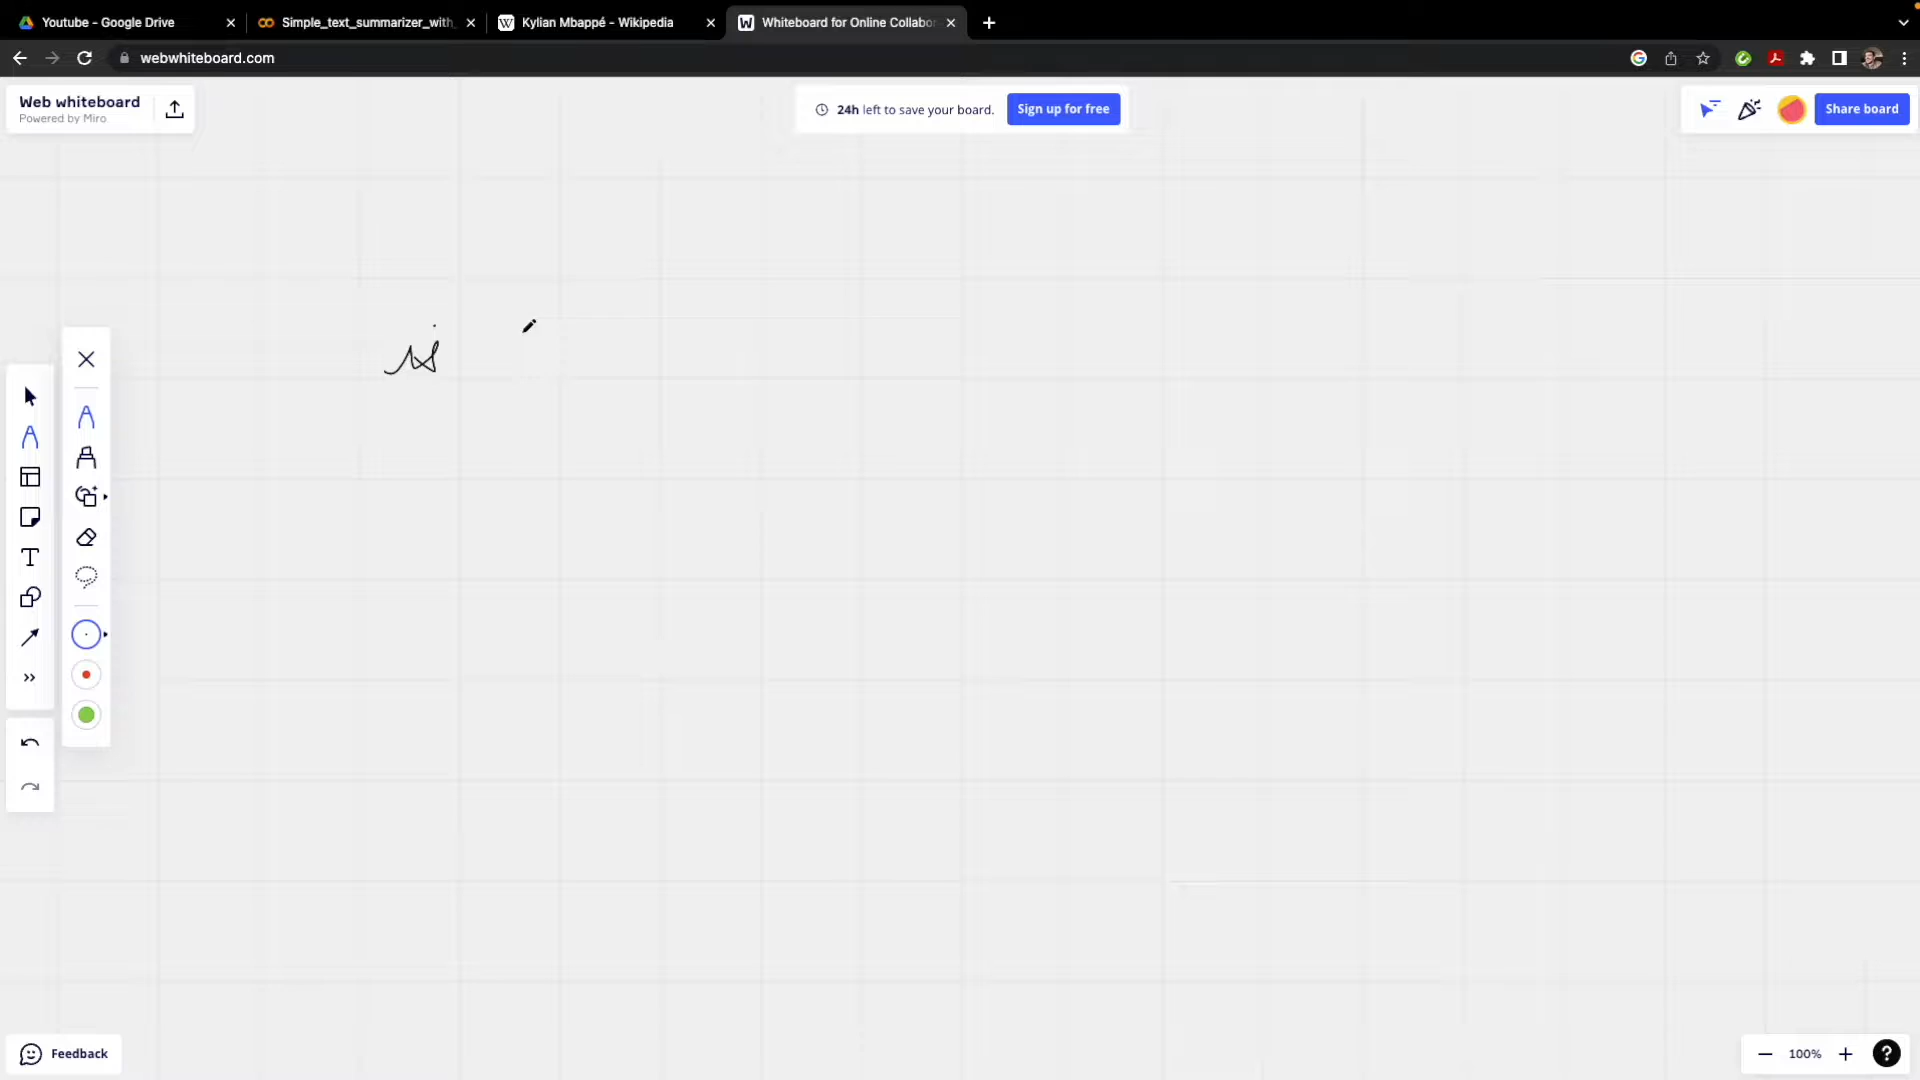 Youtube - Google Drive
Simple_text_summarizer_with_
Kylian Mbappé - Wikipedia
Whiteboard for Online Collabor
webwhiteboard.com
Web whiteboard
Powered by Miro
24h left to save your board.
Sign up for free
Share board
Feedback
100%